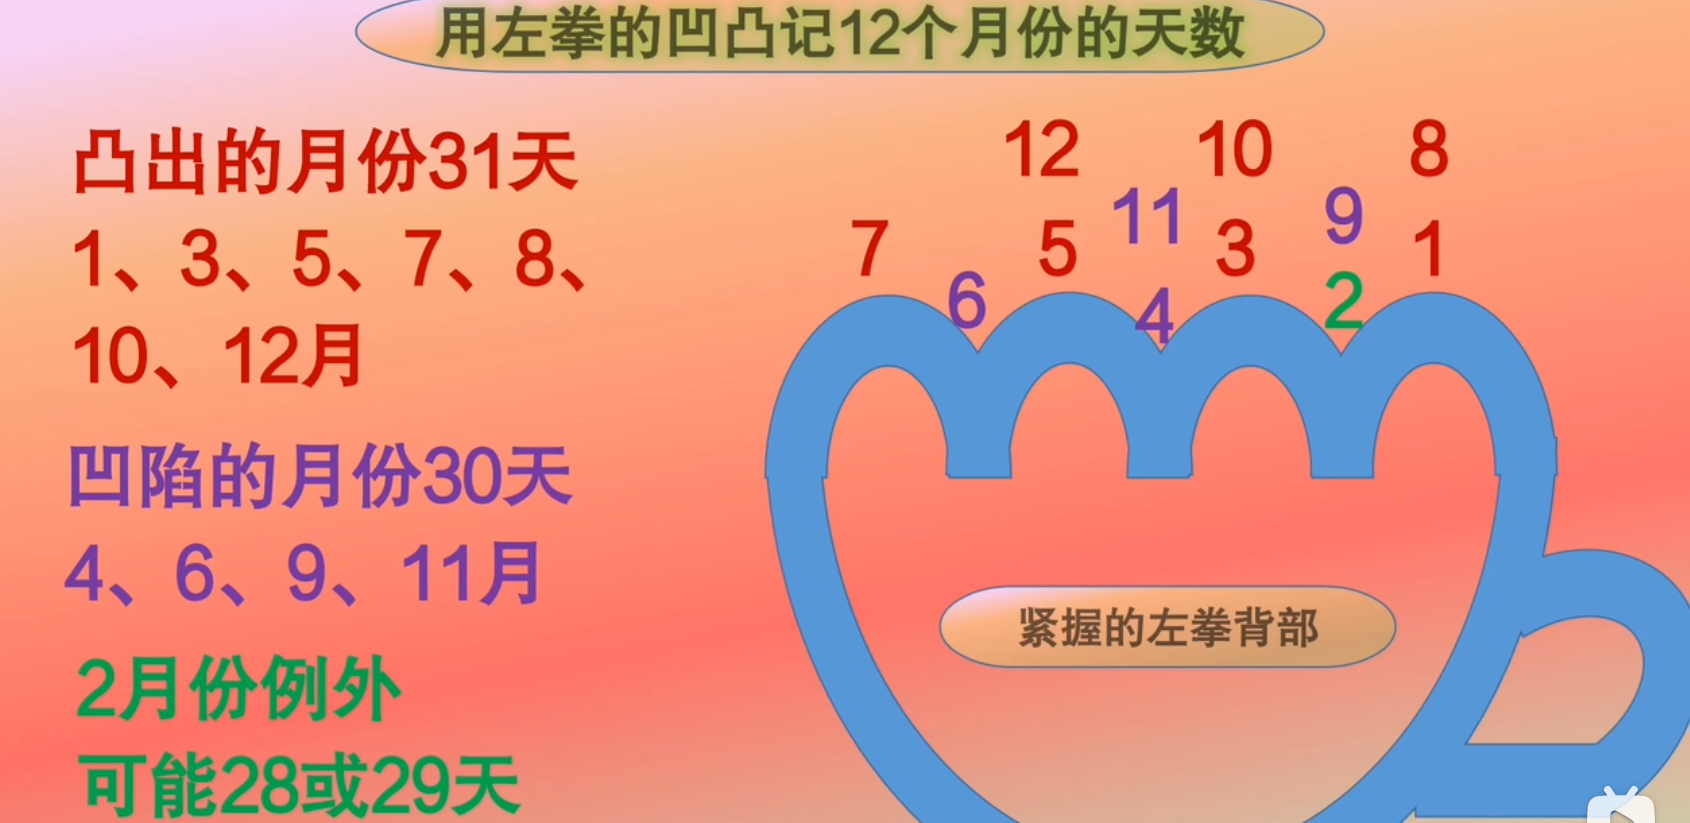 用左拳的凹凸记12个月份的天数
凸出的月份31天
1、3、5、7、8、
10、12月
凹陷的月份30天
4、6、9、11月
2月份例外
可能28或29天
12 10 8
11 9
7 5 3 1
6 4 2
紧握的左拳背部